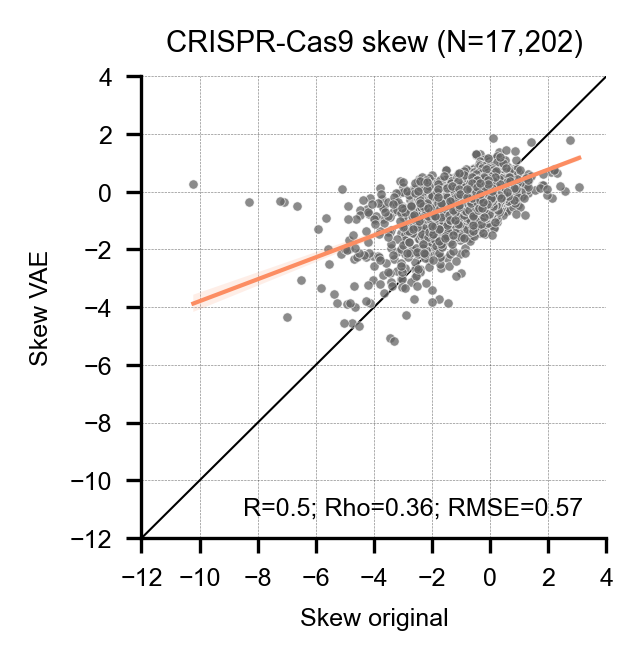 CRISPR-Cas9 skew (N=17,202)
4
2
0
−2
−4
−6
−8
−10
−12
Skew VAE
R=0.5; Rho=0.36; RMSE=0.57
−12 −10 −8 −6 −4 −2 0 2 4
Skew original